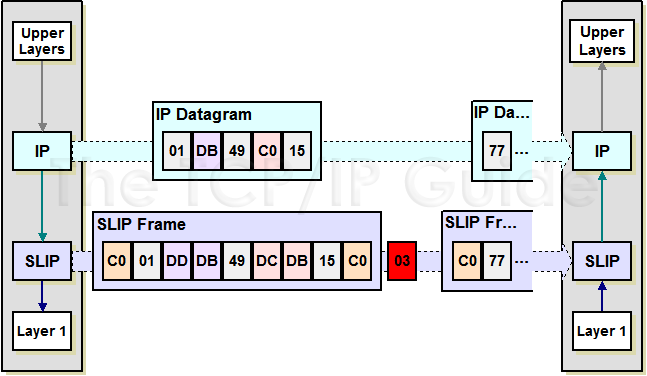 Upper
Layers
IP
SLIP
Layer 1
IP Datagram
01 DB 49 C0 15
IP Da...
77 ...
SLIP Frame
C0 01 DD DB 49 DC DB 15 C0
03
SLIP Fr...
C0 77 ...
Upper
Layers
IP
SLIP
Layer 1
The TCP/IP Guide